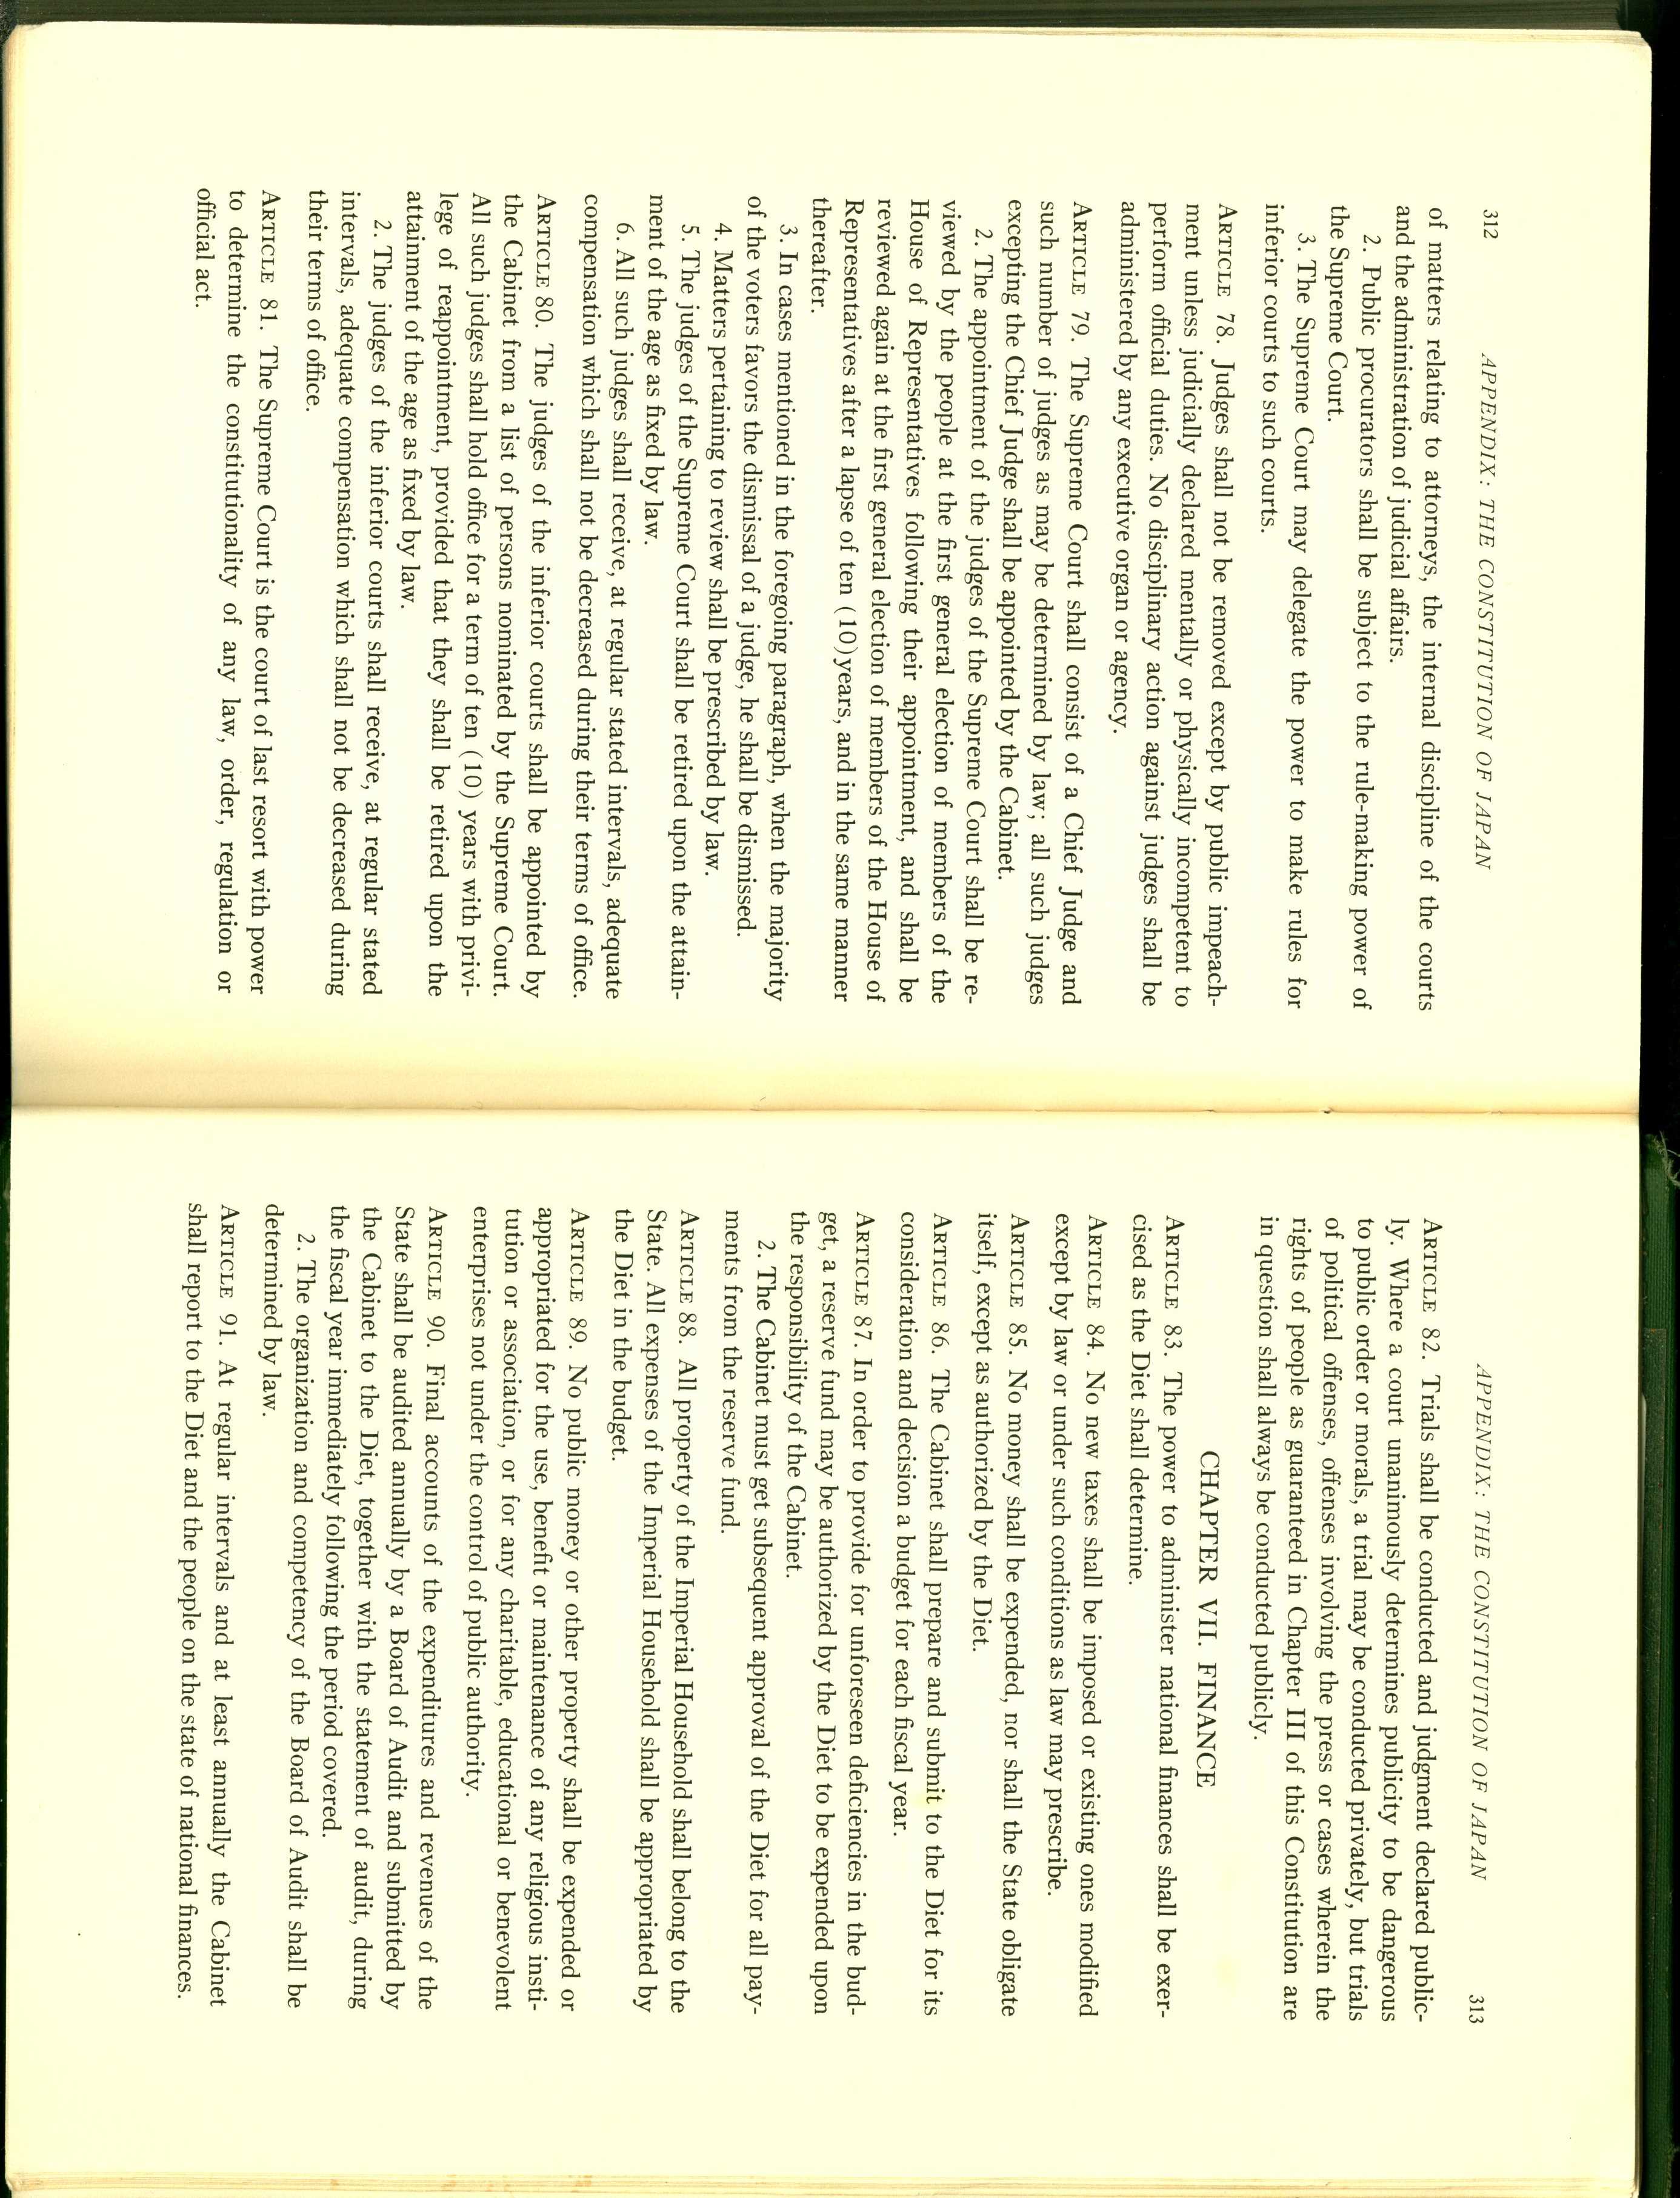 312 APPENDIX: THE CONSTITUTION OF JAPAN
of matters relating to attorneys, the internal discipline of the courts
and the administration of judicial affairs.
2. Public procurators shall be subject to the rule-making power of
the Supreme Court.
3. The Supreme Court may delegate the power to make rules for
inferior courts to such courts.
ARTICLE 78. Judges shall not be removed except by public impeach-
ment unless judicially declared mentally or physically incompetent to
perform official duties. No disciplinary action against judges shall be
administered by any executive organ or agency.
ARTICLE 79. The Supreme Court shall consist of a Chief Judge and
such number of judges as may be determined by law; all such judges
excepting the Chief Judge shall be appointed by the Cabinet.
2. The appointment of the judges of the Supreme Court shall be re-
viewed by the people at the first general election of members of the
House of Representatives following their appointment, and shall be
reviewed again at the first general election of members of the House of
Representatives after a lapse of ten (10)years, and in the same manner
thereafter.
3. In cases mentioned in the foregoing paragraph, when the majority
of the voters favors the dismissal of a judge, he shall be dismissed.
4. Matters pertaining to review shall be prescribed by law.
5. The judges of the Supreme Court shall be retired upon the attain-
ment of the age as fixed by law.
6. All such judges shall receive, at regular stated intervals, adequate
compensation which shall not be decreased during their terms of office.
ARTICLE 80. The judges of the inferior courts shall be appointed by
the Cabinet from a list of persons nominated by the Supreme Court.
All such judges shall hold office for a term of ten (10) years with privi-
lege of reappointment, provided that they shall be retired upon the
attainment of the age as fixed by law.
2. The judges of the inferior courts shall receive, at regular stated
intervals, adequate compensation which shall not be decreased during
their terms of office.
ARTICLE 81. The Supreme Court is the court of last resort with power
to determine the constitutionality of any law, order, regulation or
official act.
APPENDIX: THE CONSTITUTION OF JAPAN 313
ARTICLE 82. Trials shall be conducted and judgment declared public-
ly. Where a court unanimously determines publicity to be dangerous
to public order or morals, a trial may be conducted privately, but trials
of political offenses, offenses involving the press or cases wherein the
rights of people as guaranteed in Chapter III of this Constitution are
in question shall always be conducted publicly.
CHAPTER VII. FINANCE
ARTICLE 83. The power to administer national finances shall be exer-
cised as the Diet shall determine.
ARTICLE 84. No new taxes shall be imposed or existing ones modified
except by law or under such conditions as law may prescribe.
ARTICLE 85. No money shall be expended, nor shall the State obligate
itself, except as authorized by the Diet.
ARTICLE 86. The Cabinet shall prepare and submit to the Diet for its
consideration and decision a budget for each fiscal year.
ARTICLE 87. In order to provide for unforeseen deficiencies in the bud-
get, a reserve fund may be authorized by the Diet to be expended upon
the responsibility of the Cabinet.
2. The Cabinet must get subsequent approval of the Diet for all pay-
ments from the reserve fund.
ARTICLE 88. All property of the Imperial Household shall belong to the
State. All expenses of the Imperial Household shall be appropriated by
the Diet in the budget.
ARTICLE 89. No public money or other property shall be expended or
appropriated for the use, benefit or maintenance of any religious insti-
tution or association, or for any charitable, educational or benevolent
enterprises not under the control of public authority.
ARTICLE 90. Final accounts of the expenditures and revenues of the
State shall be audited annually by a Board of Audit and submitted by
the Cabinet to the Diet, together with the statement of audit, during
the fiscal year immediately following the period covered.
2. The organization and competency of the Board of Audit shall be
determined by law.
ARTICLE 91. At regular intervals and at least annually the Cabinet
shall report to the Diet and the people on the state of national finances.